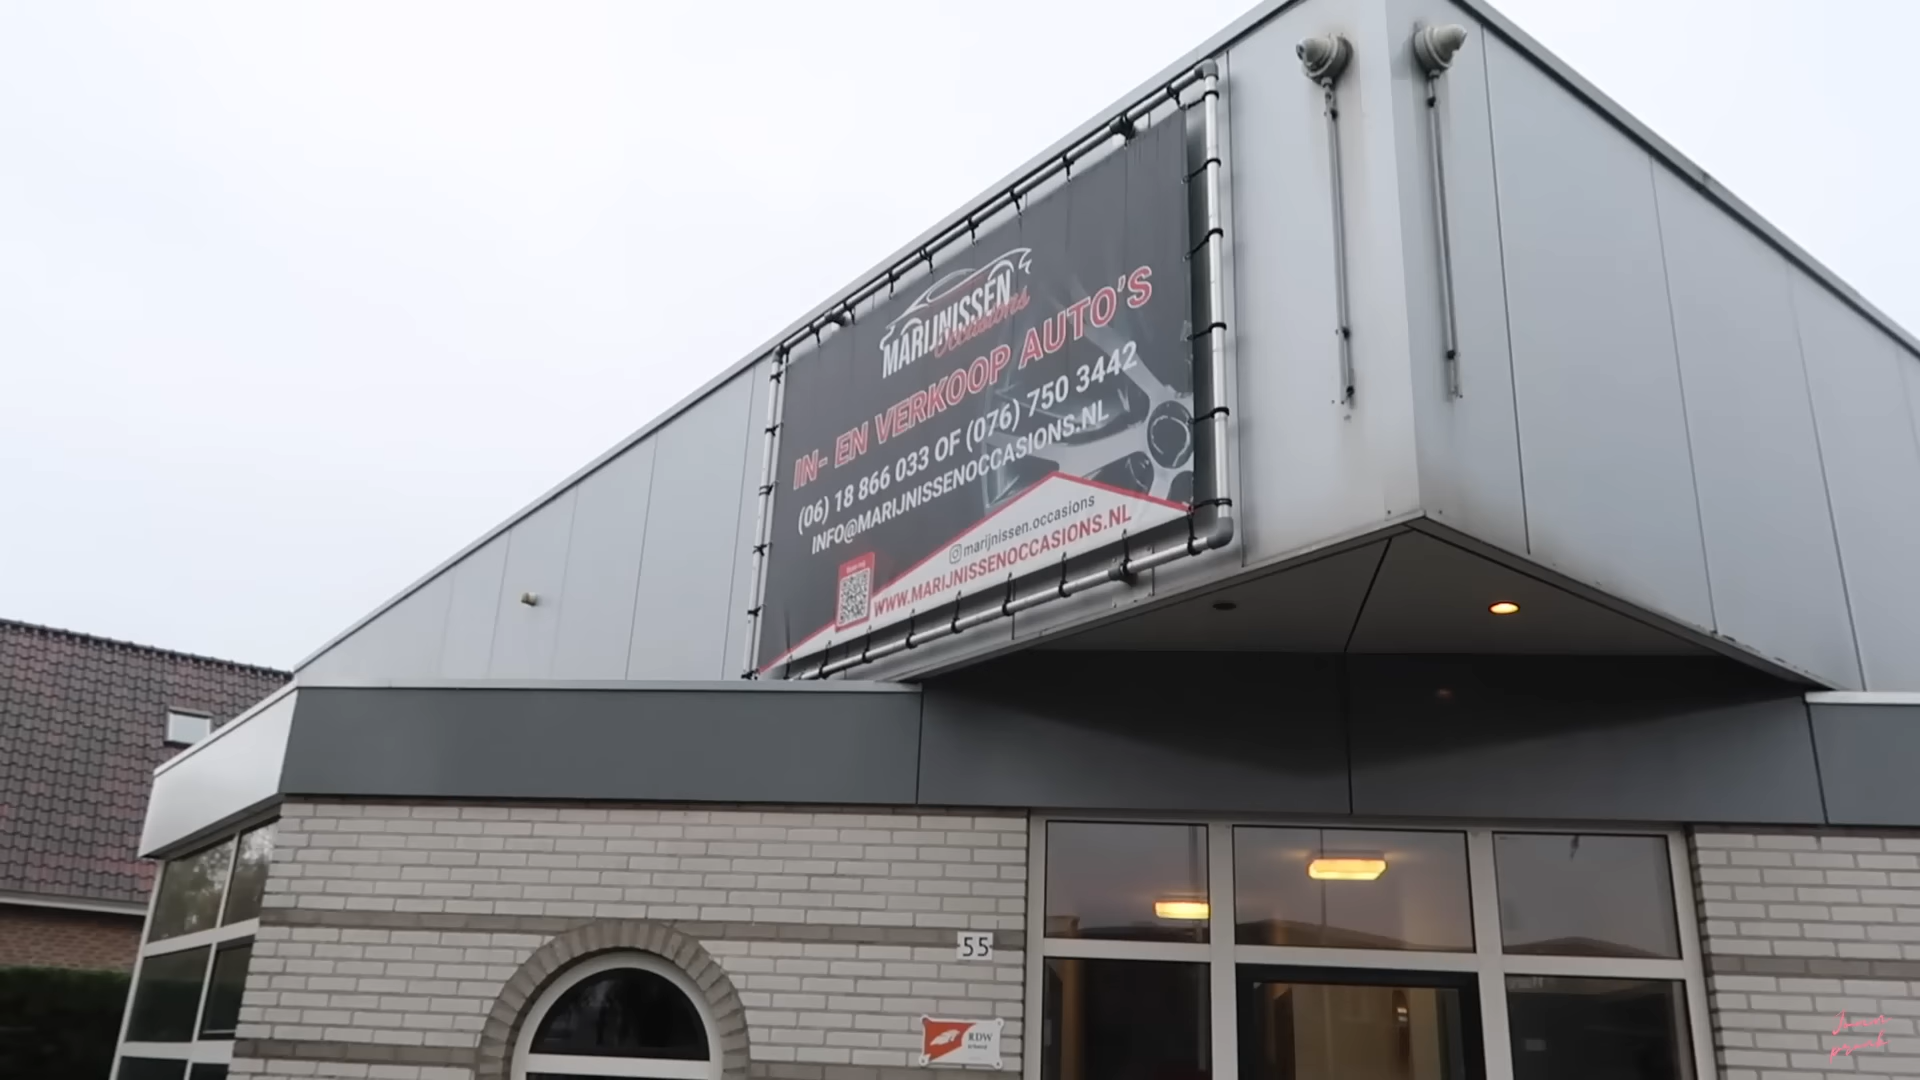 MARIJNISSEN
Occasions
IN- EN VERKOOP AUTO'S
(06) 18 866 033 OF (076) 750 3442
INFO@MARIJNISSENOCCASIONS.NL
marijnissen.occasions
WWW.MARIJNISSENOCCASIONS.NL
55
RDW